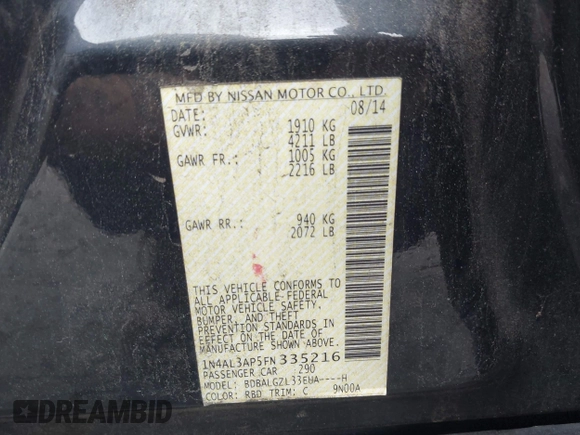 MFD BY NISSAN MOTOR CO., LTD.
DATE: 08/14
GVWR: 1910 KG
4211 LB
GAWR FR.: 1005 KG
2216 LB
GAWR RR.: 940 KG
2072 LB
THIS VEHICLE CONFORMS TO
ALL APPLICABLE FEDERAL
MOTOR VEHICLE SAFETY,
BUMPER, AND THEFT
PREVENTION STANDARDS IN
EFFECT ON THE DATE OF
MANUFACTURE SHOWN ABOVE.
1N4AL3AP5FN335216
PASSENGER CAR 290
MODEL: BDBALGZL33EUA----H
COLOR: RBD TRIM: C 9N00A
DREAMBID